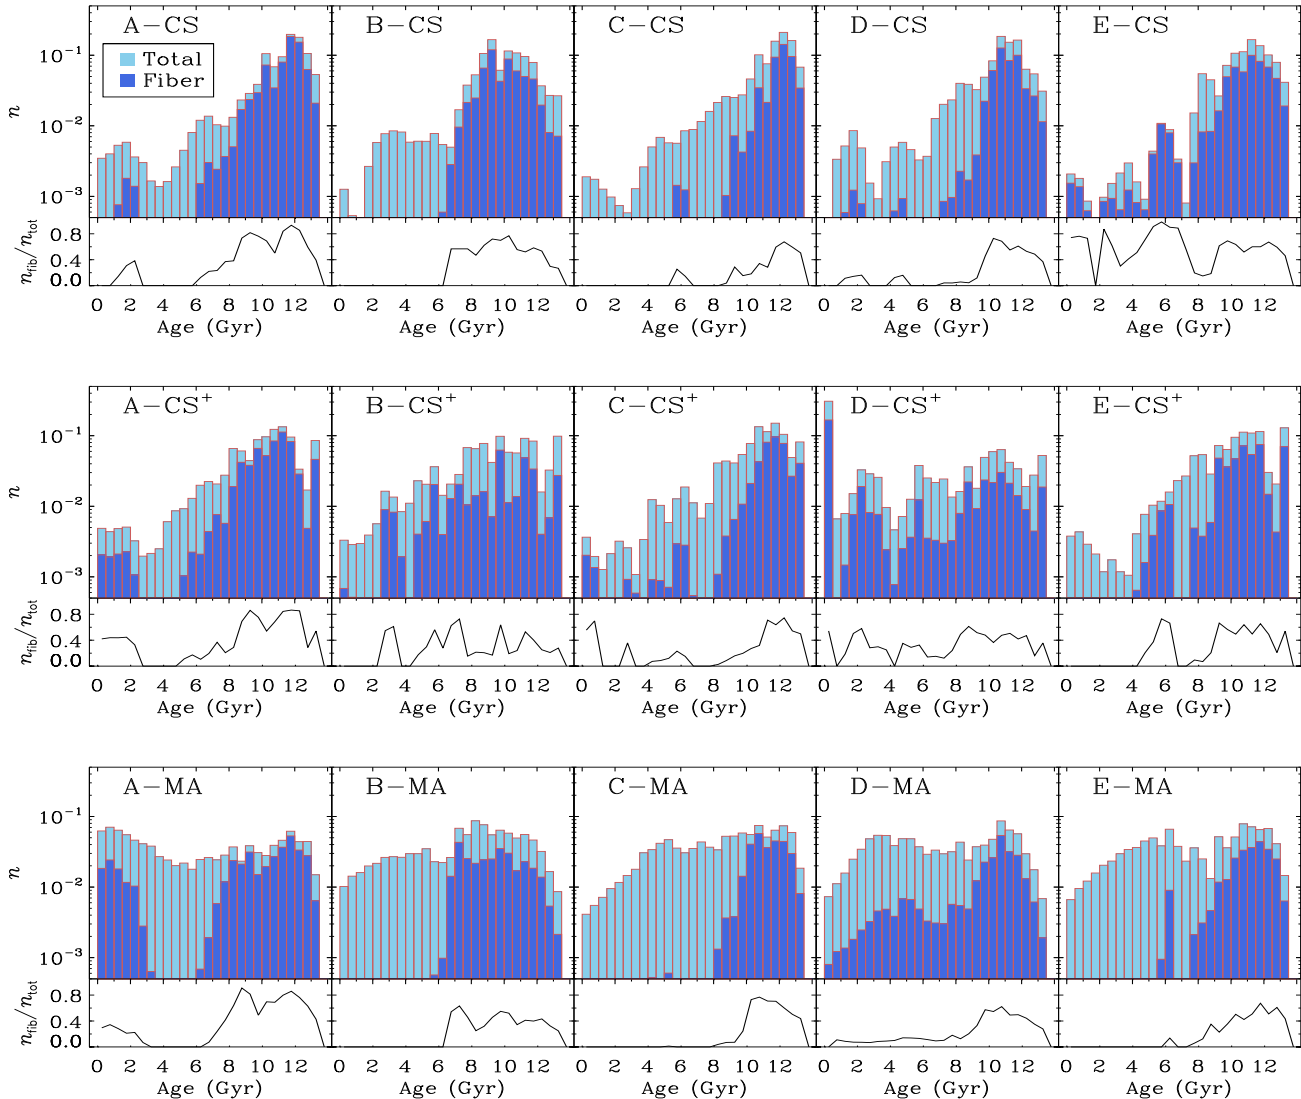 A−CS B−CS C−CS D−CS E−CS
Total
Fiber
n
10⁻¹
10⁻²
10⁻³
n_fib/n_tot
0.8
0.4
0.0
0 2 4 6 8 10 12 0 2 4 6 8 10 12 0 2 4 6 8 10 12 0 2 4 6 8 10 12 0 2 4 6 8 10 12
Age (Gyr) Age (Gyr) Age (Gyr) Age (Gyr) Age (Gyr)
A−CS⁺ B−CS⁺ C−CS⁺ D−CS⁺ E−CS⁺
n
10⁻¹
10⁻²
10⁻³
n_fib/n_tot
0.8
0.4
0.0
0 2 4 6 8 10 12 0 2 4 6 8 10 12 0 2 4 6 8 10 12 0 2 4 6 8 10 12 0 2 4 6 8 10 12
Age (Gyr) Age (Gyr) Age (Gyr) Age (Gyr) Age (Gyr)
A−MA B−MA C−MA D−MA E−MA
n
10⁻¹
10⁻²
10⁻³
n_fib/n_tot
0.8
0.4
0.0
0 2 4 6 8 10 12 0 2 4 6 8 10 12 0 2 4 6 8 10 12 0 2 4 6 8 10 12 0 2 4 6 8 10 12
Age (Gyr) Age (Gyr) Age (Gyr) Age (Gyr) Age (Gyr)